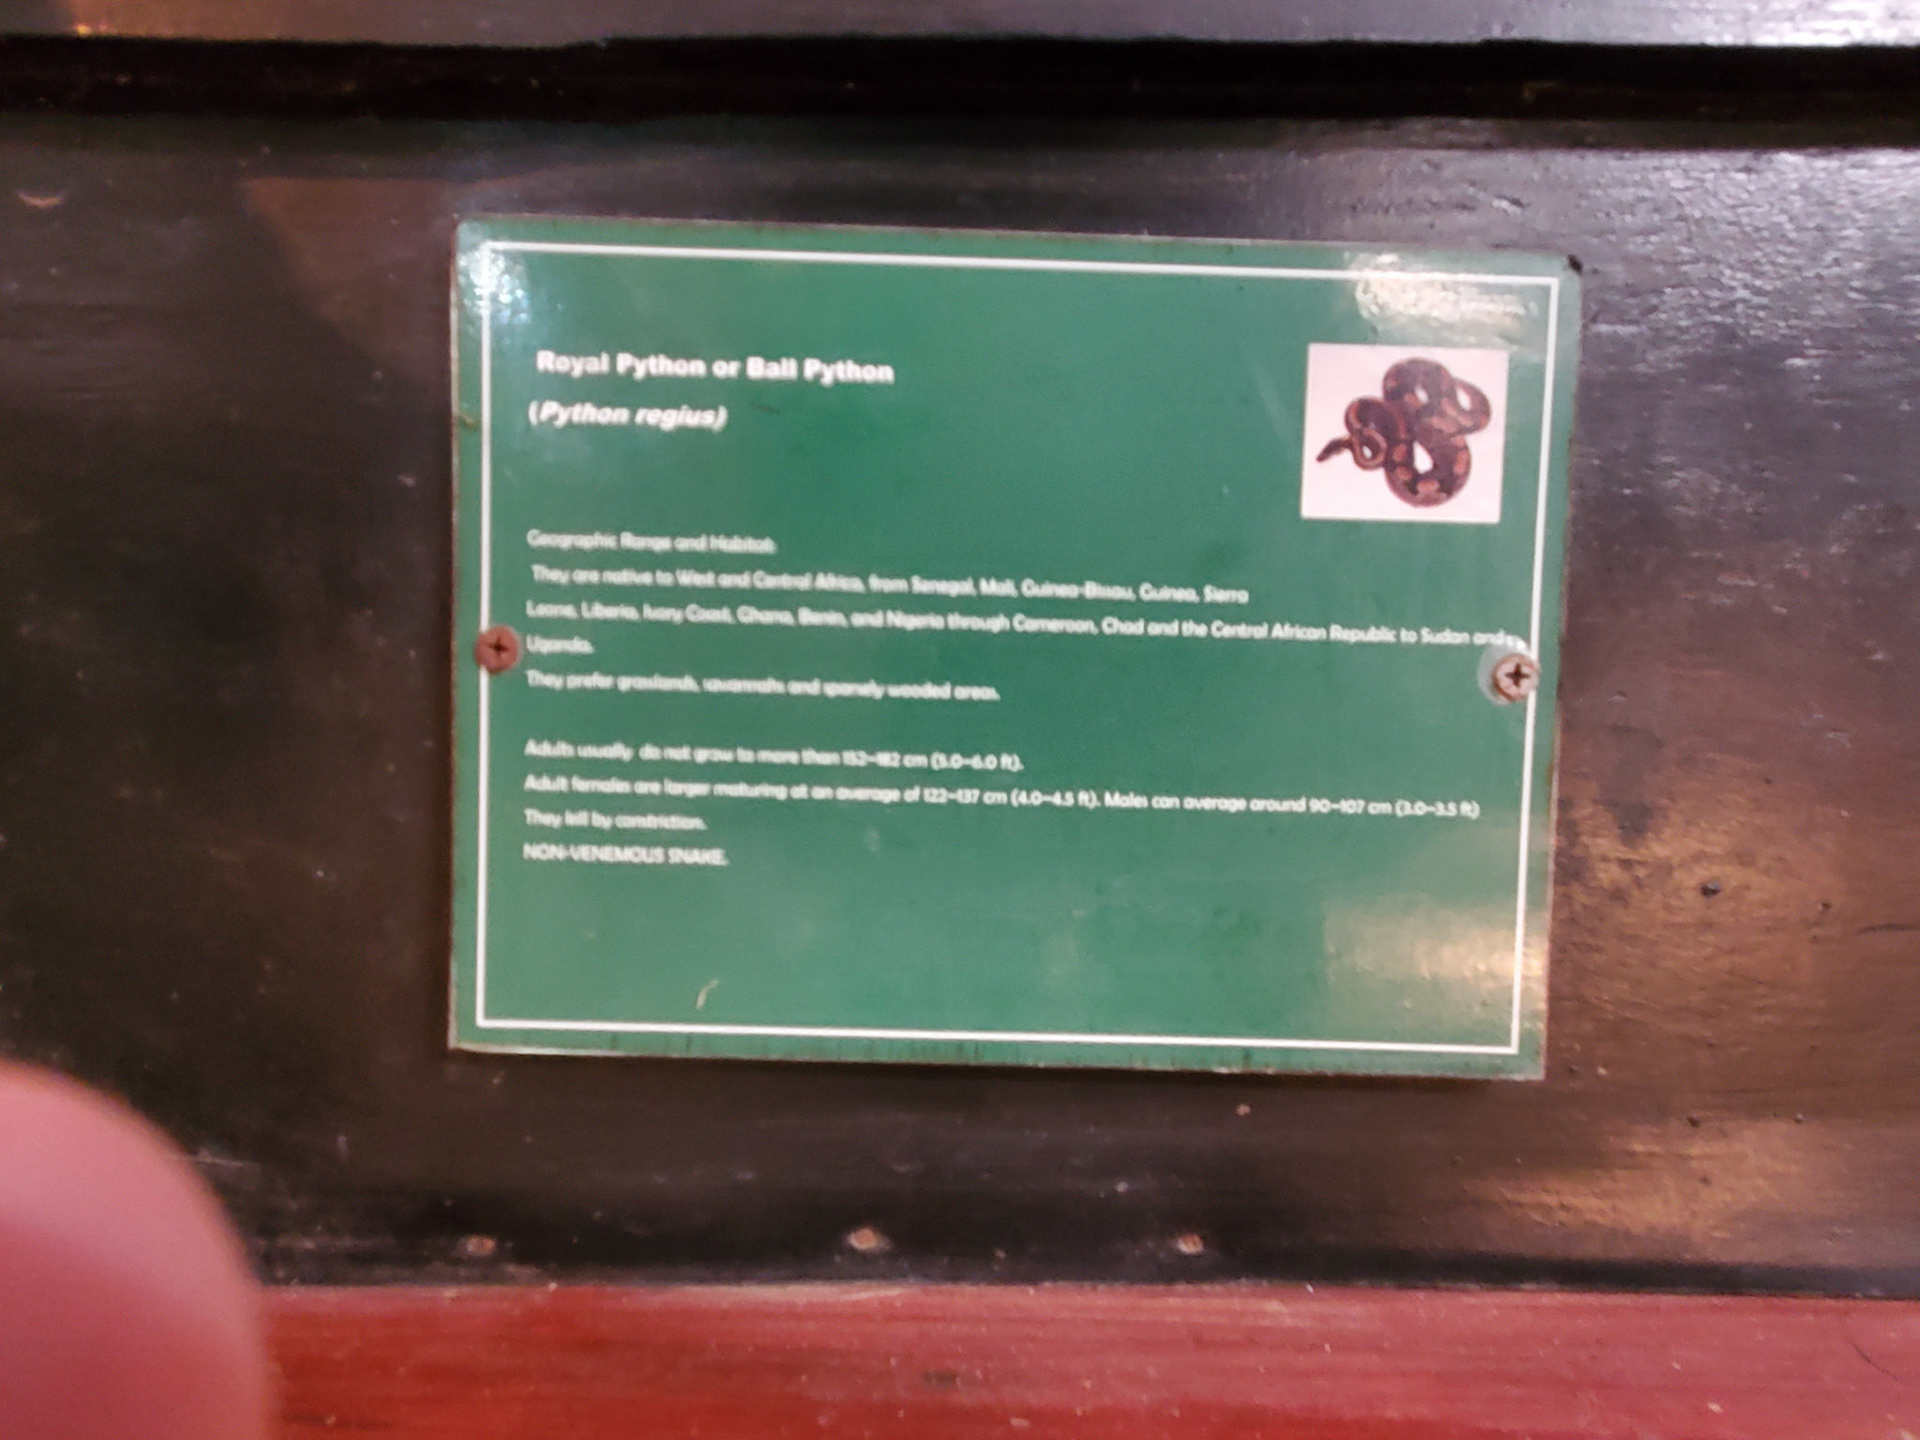 Royal Python or Ball Python
(Python regius)
Geographic Range and Habitat:
They are native to West and Central Africa, from Senegal, Mali, Guinea-Bissau, Guinea, Sierra
Leone, Liberia, Ivory Coast, Ghana, Benin, and Nigeria through Cameroon, Chad and the Central African Republic to Sudan and
Uganda.
They prefer grasslands, savannahs and sparsely wooded areas.
Adults usually do not grow to more than 152–182 cm (5.0–6.0 ft).
Adult females are larger maturing at an average of 122–137 cm (4.0–4.5 ft). Males can average around 90–107 cm (3.0–3.5 ft)
They kill by constriction.
NON-VENEMOUS SNAKE.